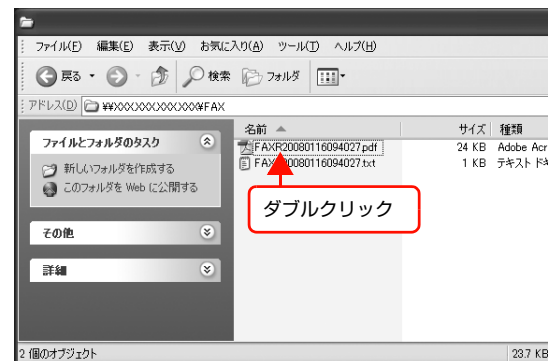 ファイル(F) 編集(E) 表示(V) お気に入り(A) ツール(T) ヘルプ(H)
戻る 検索 フォルダ
アドレス(D) ¥¥XXX\XXX\XXX\XXX¥FAX
名前 サイズ 種類
FAXR20080116094027.pdf 24 KB Adobe Acr
FAXR20080116094027.txt 1 KB テキスト ドキ
ファイルとフォルダのタスク
新しいフォルダを作成する
このフォルダを Web に公開する
ダブルクリック
その他
詳細
2 個のオブジェクト 23.7 KB